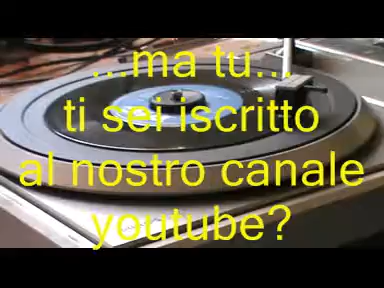 ...ma tu...
ti sei iscritto
al nostro canale
youtube?